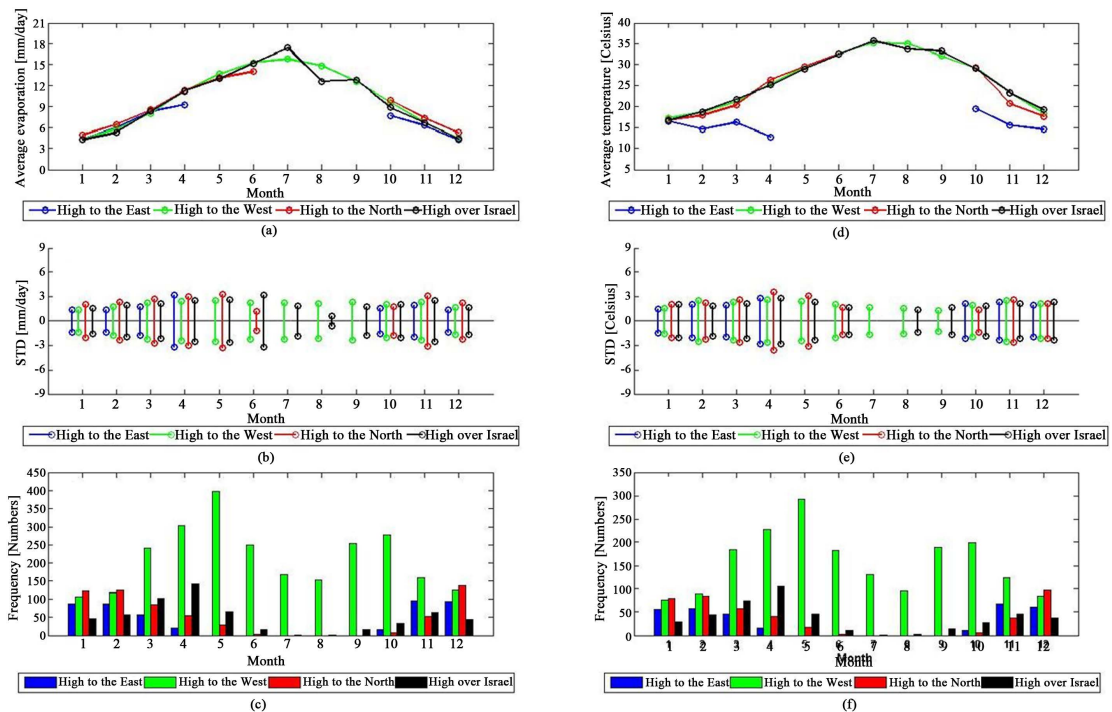 Average evaporation [mm/day]
21
18
15
12
9
6
3
0
1 2 3 4 5 6 7 8 9 10 11 12
Month
High to the East High to the West High to the North High over Israel
(a)
Average temperature [Celsius]
40
35
30
25
20
15
10
5
1 2 3 4 5 6 7 8 9 10 11 12
Month
High to the East High to the West High to the North High over Israel
(d)
STD [mm/day]
9
6
3
0
-3
-6
-9
1 2 3 4 5 6 7 8 9 10 11 12
Month
High to the East High to the West High to the North High over Israel
(b)
STD [Celsius]
9
6
3
0
-3
-6
-9
1 2 3 4 5 6 7 8 9 10 11 12
Month
High to the East High to the West High to the North High over Israel
(e)
Frequency [Numbers]
450
400
350
300
250
200
150
100
50
0
1 2 3 4 5 6 7 8 9 10 11 12
Month
High to the East High to the West High to the North High over Israel
(c)
Frequency [Numbers]
350
300
250
200
150
100
50
0
1 2 3 4 5 6 7 8 9 10 11 12
Month
High to the East High to the West High to the North High over Israel
(f)